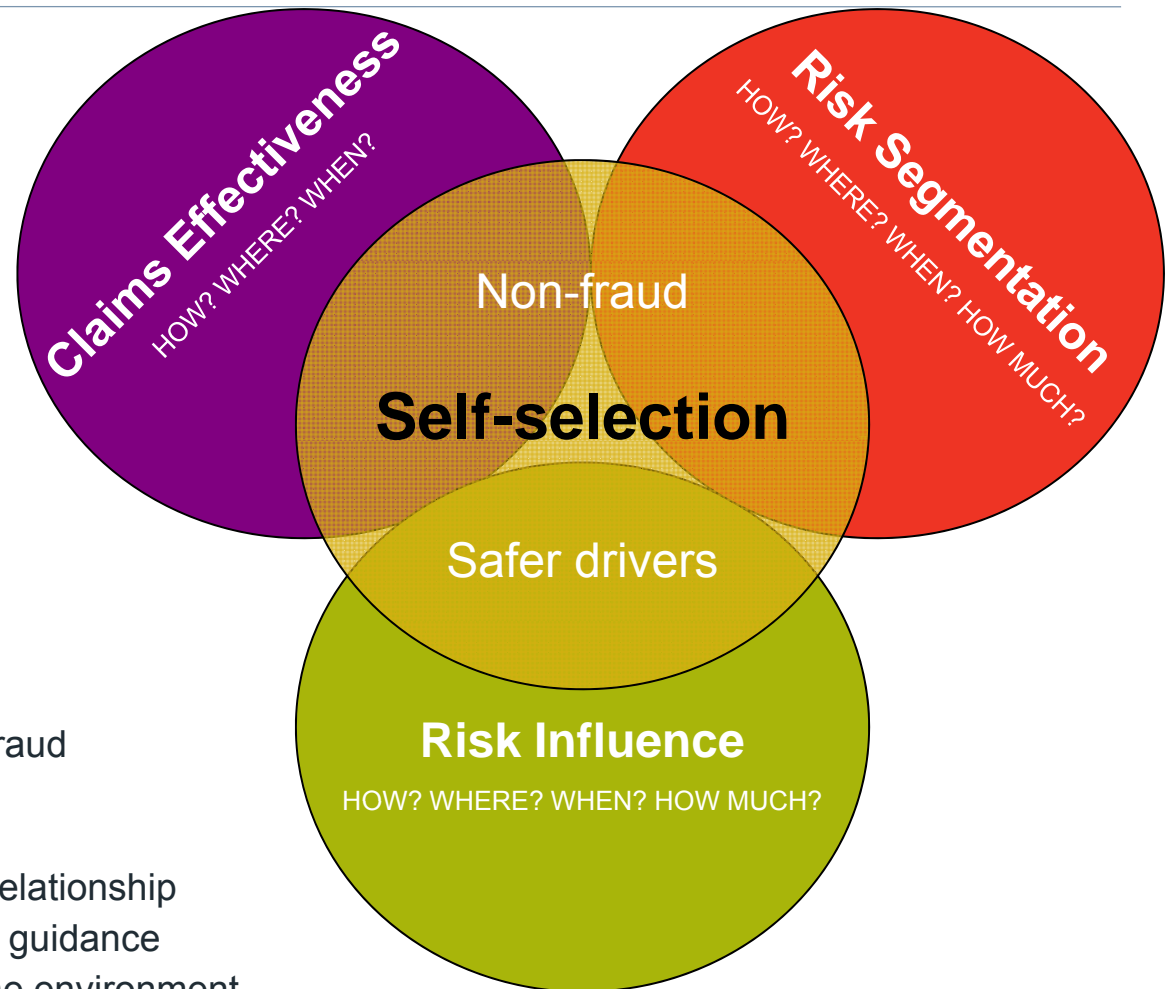 Claims Effectiveness
HOW? WHERE? WHEN?
Risk Segmentation
HOW? WHERE? WHEN? HOW MUCH?
Non-fraud
Self-selection
Safer drivers
Risk Influence
HOW? WHERE? WHEN? HOW MUCH?
raud
elationship
guidance
environment